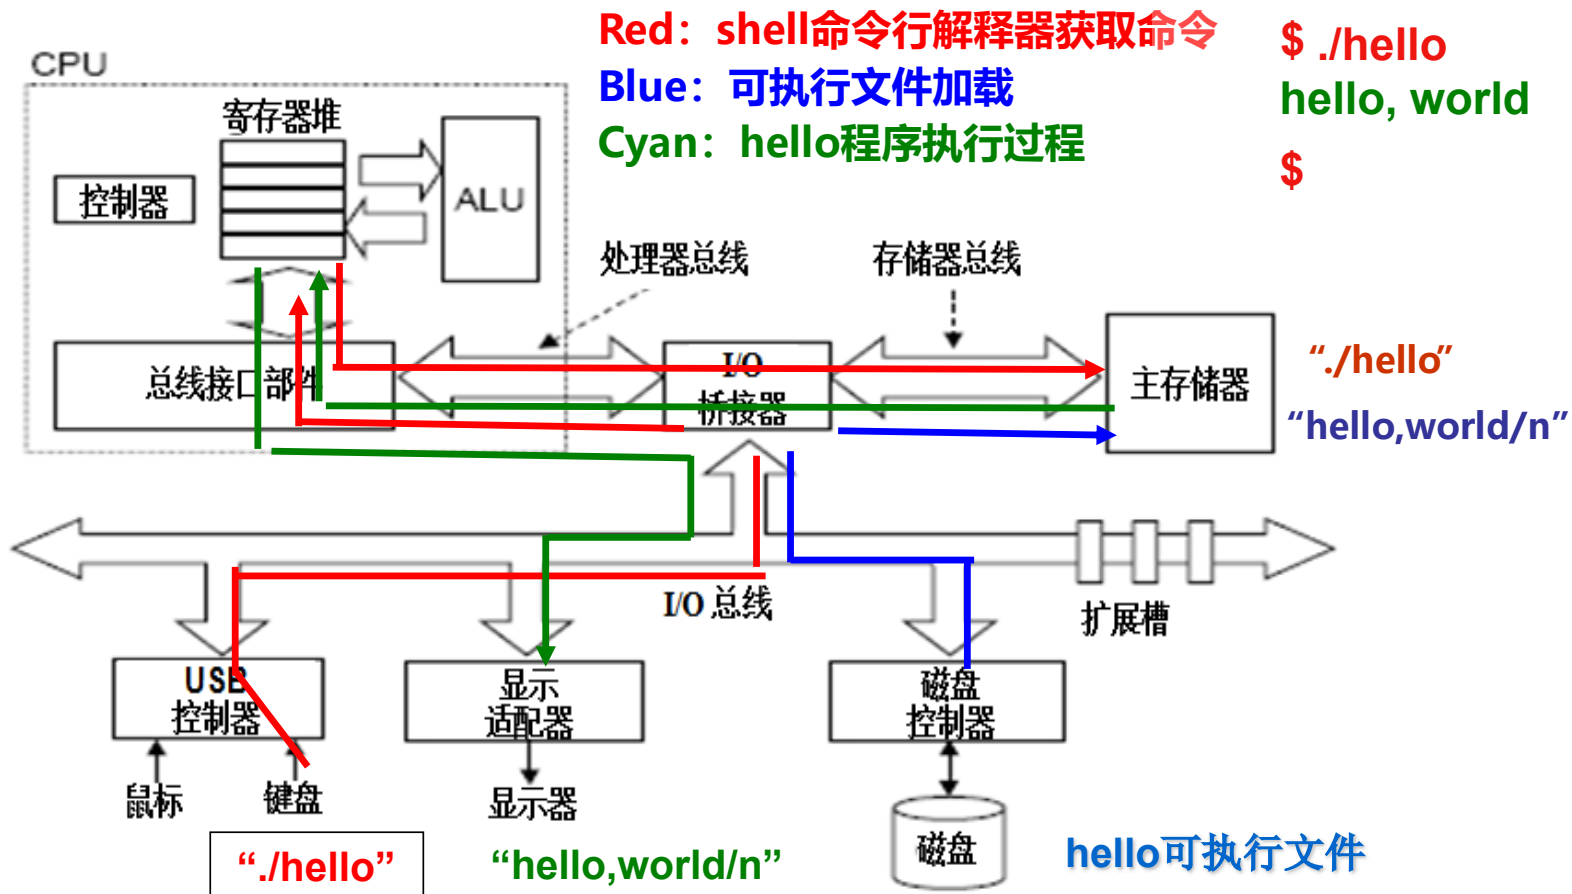 Red：shell命令行解释器获取命令
$ ./hello
CPU
Blue：可执行文件加载
hello, world
寄存器堆
Cyan：hello程序执行过程
$
控制器
ALU
处理器总线
存储器总线
I/O
桥接器
总线接口部件
主存储器
“./hello”
“hello,world/n”
I/O 总线
扩展槽
USB
控制器
显示
适配器
磁盘
控制器
鼠标
键盘
显示器
磁盘
“./hello”
“hello,world/n”
hello可执行文件